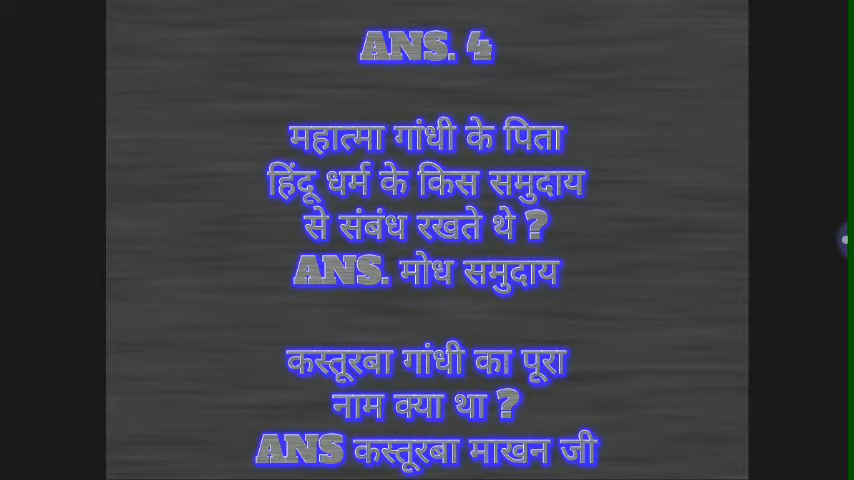 ANS. 4
महात्मा गांधी के पिता
हिंदू धर्म के किस समुदाय
से संबंध रखते थे ?
ANS. मोध समुदाय
कस्तूरबा गांधी का पूरा
नाम क्या था ?
ANS कस्तूरबा माखन जी